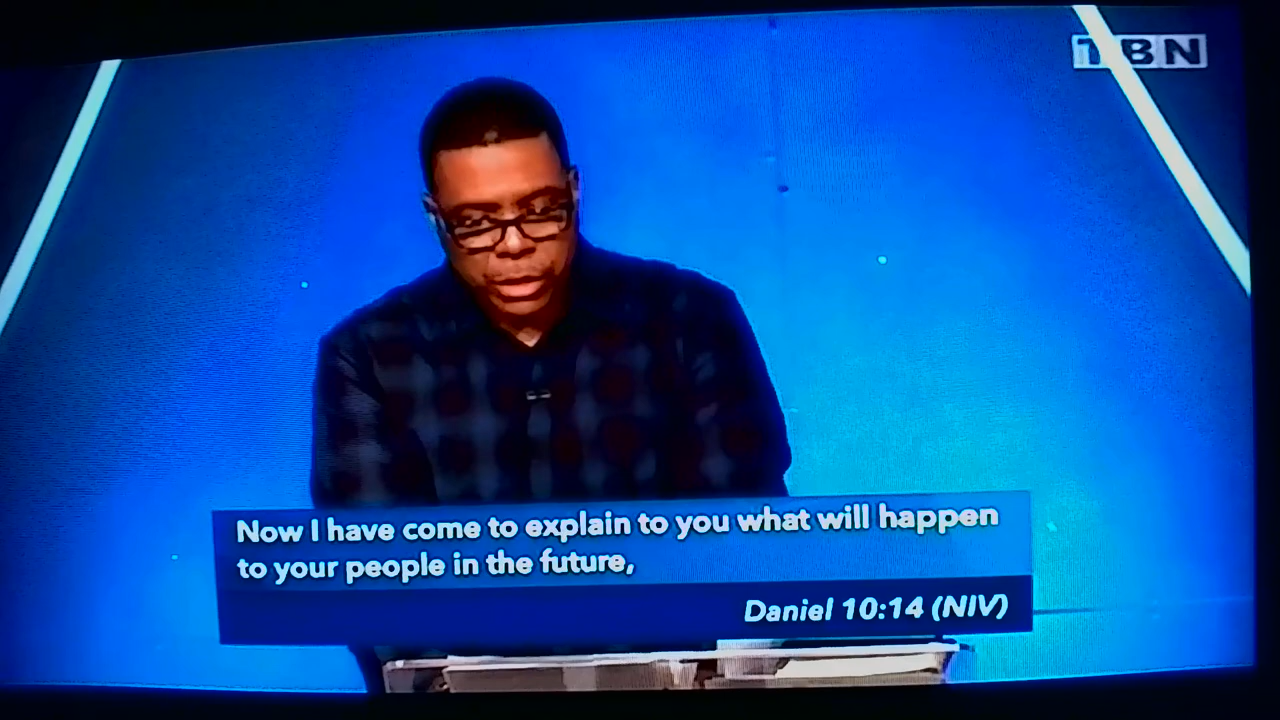 TBN
Now I have come to explain to you what will happen
to your people in the future,
Daniel 10:14 (NIV)